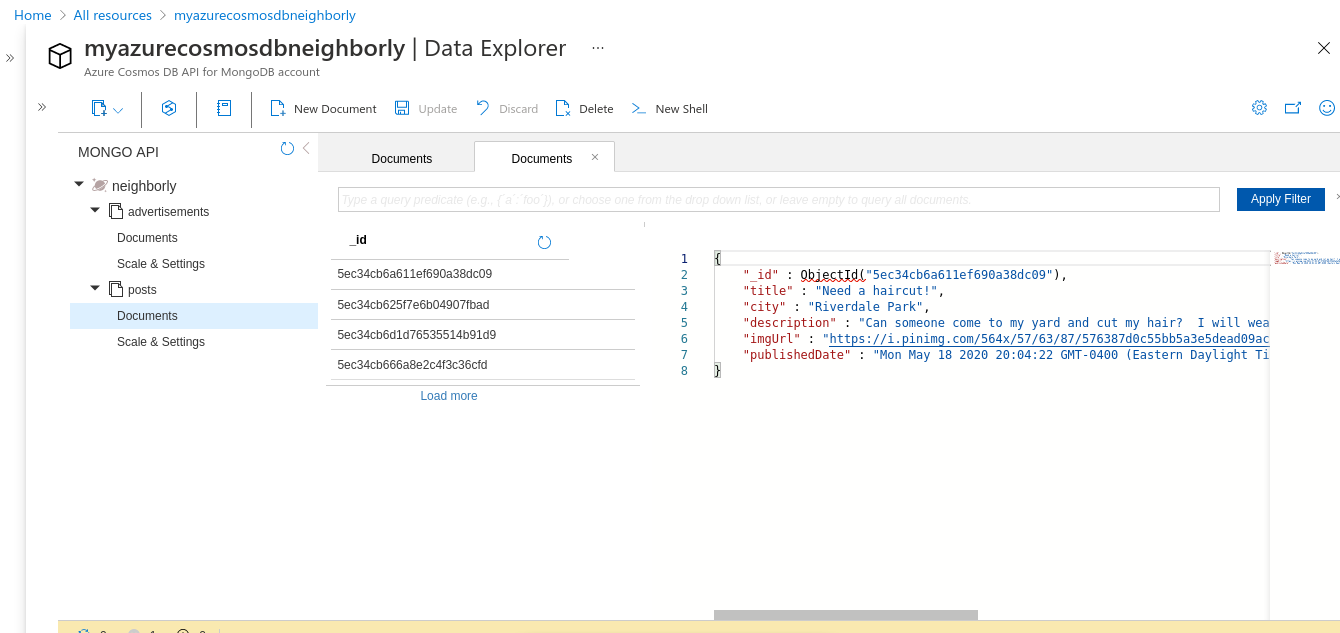 Home > All resources > myazurecosmosdbneighborly
myazurecosmosdbneighborly | Data Explorer ...
Azure Cosmos DB API for MongoDB account
New Document Update Discard Delete New Shell
MONGO API
Documents Documents
neighborly
advertisements
Documents
Scale & Settings
posts
Documents
Scale & Settings
Type a query predicate (e.g., {´a´:´foo´}), or choose one from the drop down list, or leave empty to query all documents.
Apply Filter
_id
5ec34cb6a611ef690a38dc09
5ec34cb625f7e6b04907fbad
5ec34cb6d1d76535514b91d9
5ec34cb666a8e2c4f3c36cfd
Load more
1 {
2 "_id" : ObjectId("5ec34cb6a611ef690a38dc09"),
3 "title" : "Need a haircut!",
4 "city" : "Riverdale Park",
5 "description" : "Can someone come to my yard and cut my hair?  I will wea
6 "imgUrl" : "https://i.pinimg.com/564x/57/63/87/576387d0c55bb5a3e5dead09ac
7 "publishedDate" : "Mon May 18 2020 20:04:22 GMT-0400 (Eastern Daylight Ti
8 }